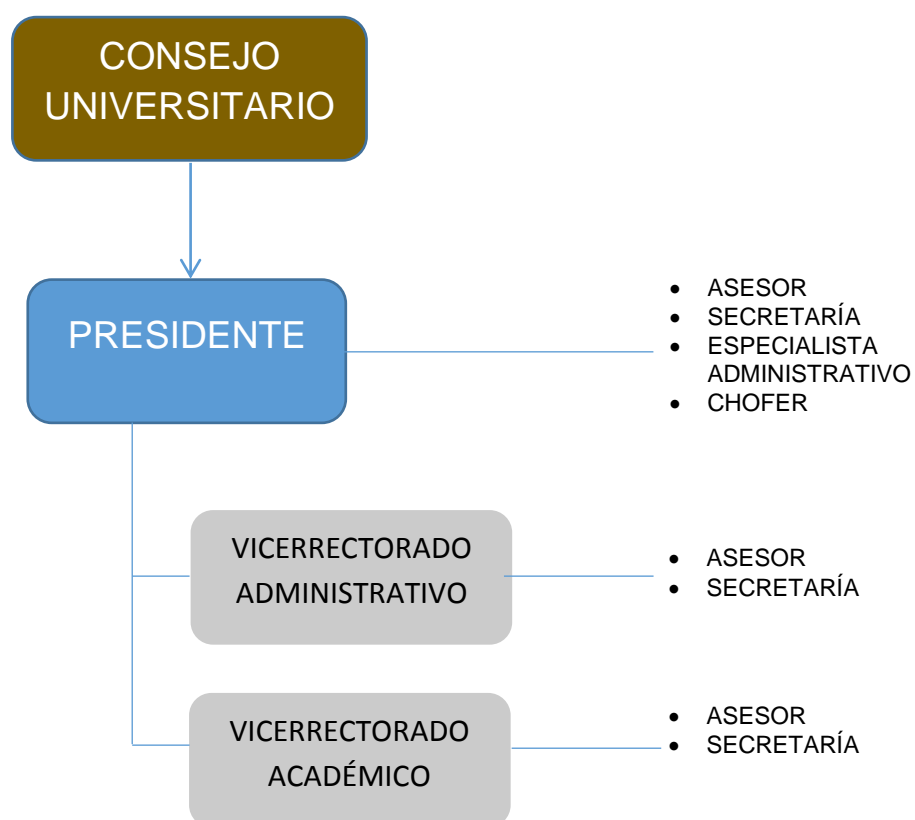 CONSEJO
UNIVERSITARIO
PRESIDENTE
• ASESOR
• SECRETARÍA
• ESPECIALISTA
ADMINISTRATIVO
• CHOFER
VICERRECTORADO
ADMINISTRATIVO
• ASESOR
• SECRETARÍA
VICERRECTORADO
ACADÉMICO
• ASESOR
• SECRETARÍA